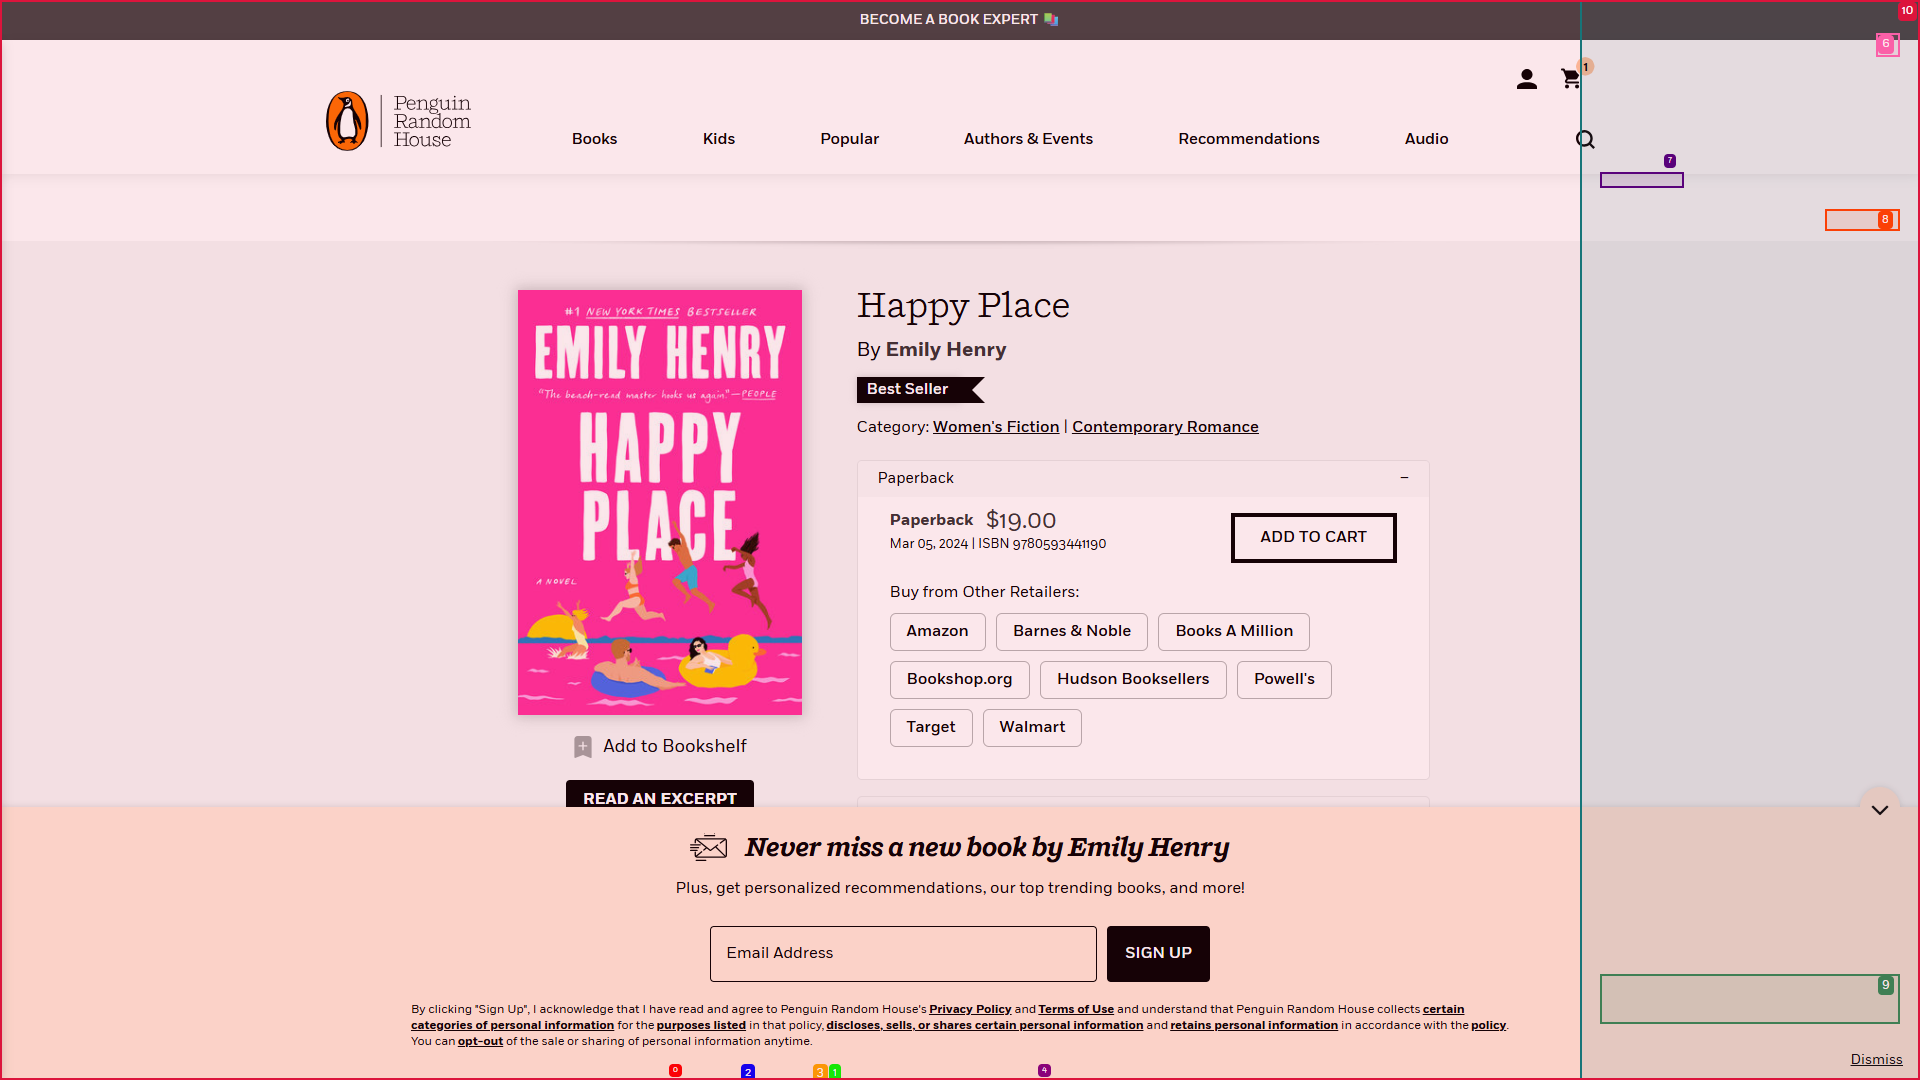 BECOME A BOOK EXPERT
10
6
1
Penguin
Random
House
Books
Kids
Popular
Authors & Events
Recommendations
Audio
7
8
#1 NEW YORK TIMES BESTSELLER
EMILY HENRY
"The beach-read master hooks us again."—PEOPLE
HAPPY
PLACE
A NOVEL
Happy Place
By Emily Henry
Best Seller
Category: Women's Fiction | Contemporary Romance
Paperback
–
Paperback $19.00
Mar 05, 2024 | ISBN 9780593441190
ADD TO CART
Buy from Other Retailers:
Amazon
Barnes & Noble
Books A Million
Bookshop.org
Hudson Booksellers
Powell's
Target
Walmart
Add to Bookshelf
READ AN EXCERPT
Never miss a new book by Emily Henry
Plus, get personalized recommendations, our top trending books, and more!
Email Address
SIGN UP
9
By clicking "Sign Up", I acknowledge that I have read and agree to Penguin Random House's Privacy Policy and Terms of Use and understand that Penguin Random House collects certain
categories of personal information for the purposes listed in that policy, discloses, sells, or shares certain personal information and retains personal information in accordance with the policy.
You can opt-out of the sale or sharing of personal information anytime.
Dismiss
0
2
3
1
4